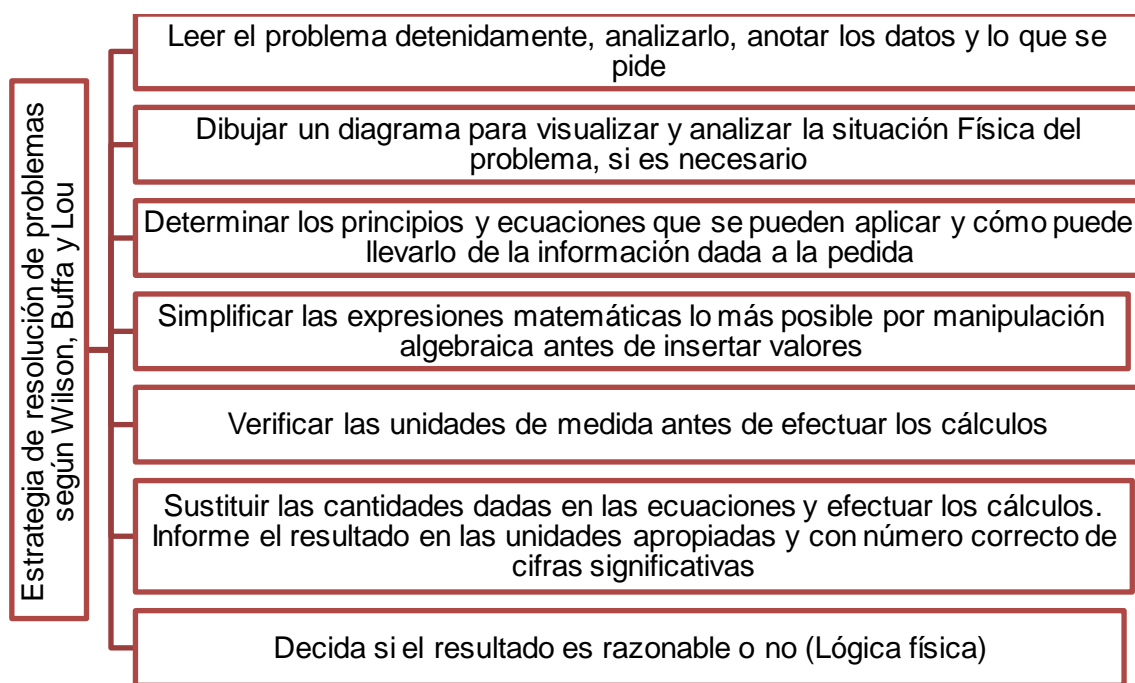 Estrategia de resolución de problemas
según Wilson, Buffa y Lou
Leer el problema detenidamente, analizarlo, anotar los datos y lo que se
pide
Dibujar un diagrama para visualizar y analizar la situación Física del
problema, si es necesario
Determinar los principios y ecuaciones que se pueden aplicar y cómo puede
llevarlo de la información dada a la pedida
Simplificar las expresiones matemáticas lo más posible por manipulación
algebraica antes de insertar valores
Verificar las unidades de medida antes de efectuar los cálculos
Sustituir las cantidades dadas en las ecuaciones y efectuar los cálculos.
Informe el resultado en las unidades apropiadas y con número correcto de
cifras significativas
Decida si el resultado es razonable o no (Lógica física)